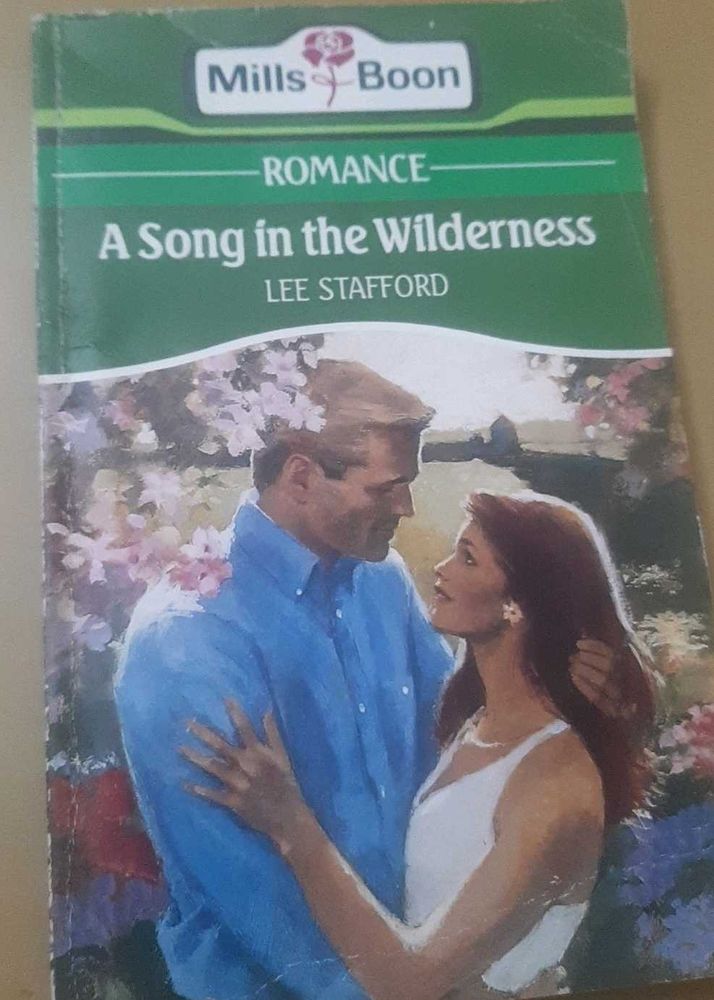 Mills Boon
ROMANCE
A Song in the Wilderness
LEE STAFFORD